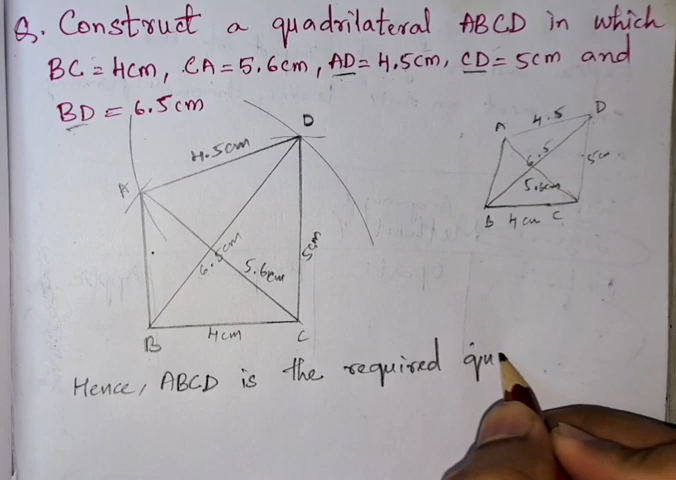 Q. Construct a quadrilateral ABCD in which
BC = 4cm, CA = 5.6cm, AD = 4.5cm, CD = 5cm and
BD = 6.5cm
D
4.5cm
A
6.5cm
5.6cm
5cm
B
4cm
C
4.5
D
A
6.5
5cm
5.6cm
B
4cm
C
Hence, ABCD is the required qu